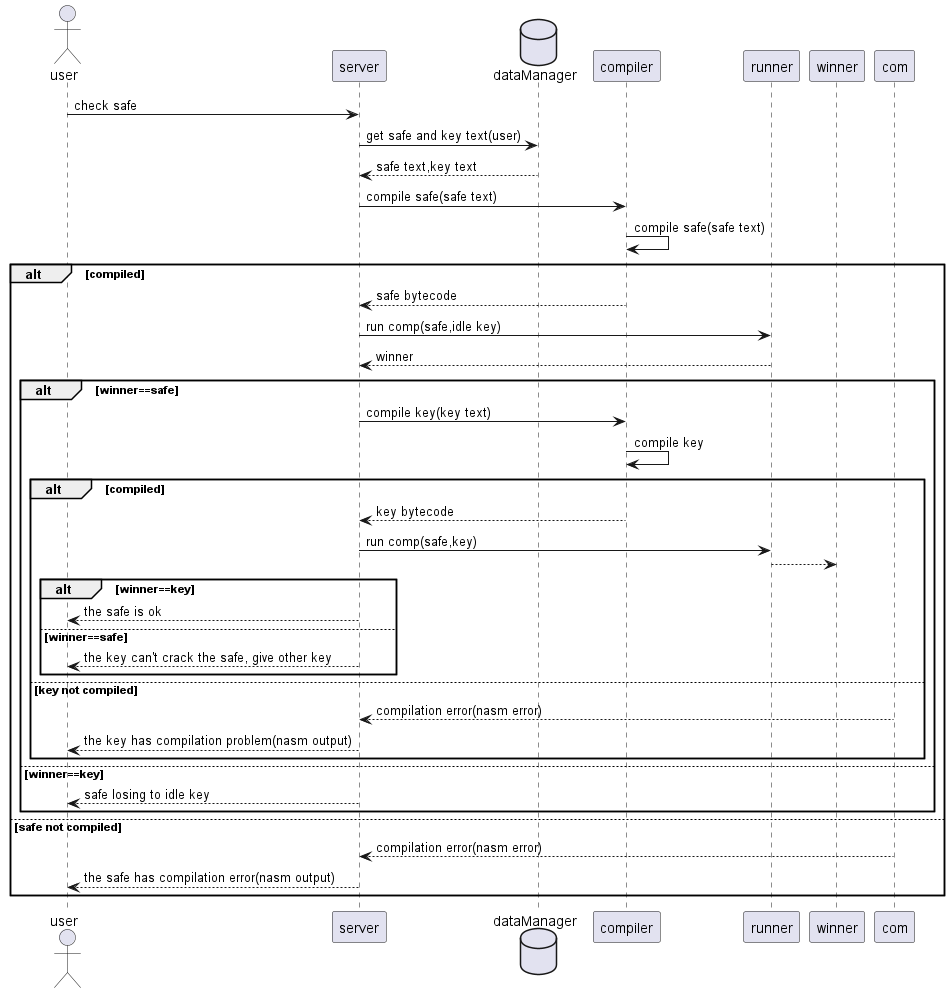 user
server
dataManager
compiler
runner
winner
com
check safe
get safe and key text(user)
safe text,key text
compile safe(safe text)
compile safe(safe text)
alt [compiled]
safe bytecode
run comp(safe,idle key)
winner
alt [winner==safe]
compile key(key text)
compile key
alt [compiled]
key bytecode
run comp(safe,key)
alt [winner==key]
the safe is ok
[winner==safe]
the key can't crack the safe, give other key
[key not compiled]
compilation error(nasm error)
the key has compilation problem(nasm output)
[winner==key]
safe losing to idle key
[safe not compiled]
compilation error(nasm error)
the safe has compilation error(nasm output)
user
server
dataManager
compiler
runner
winner
com